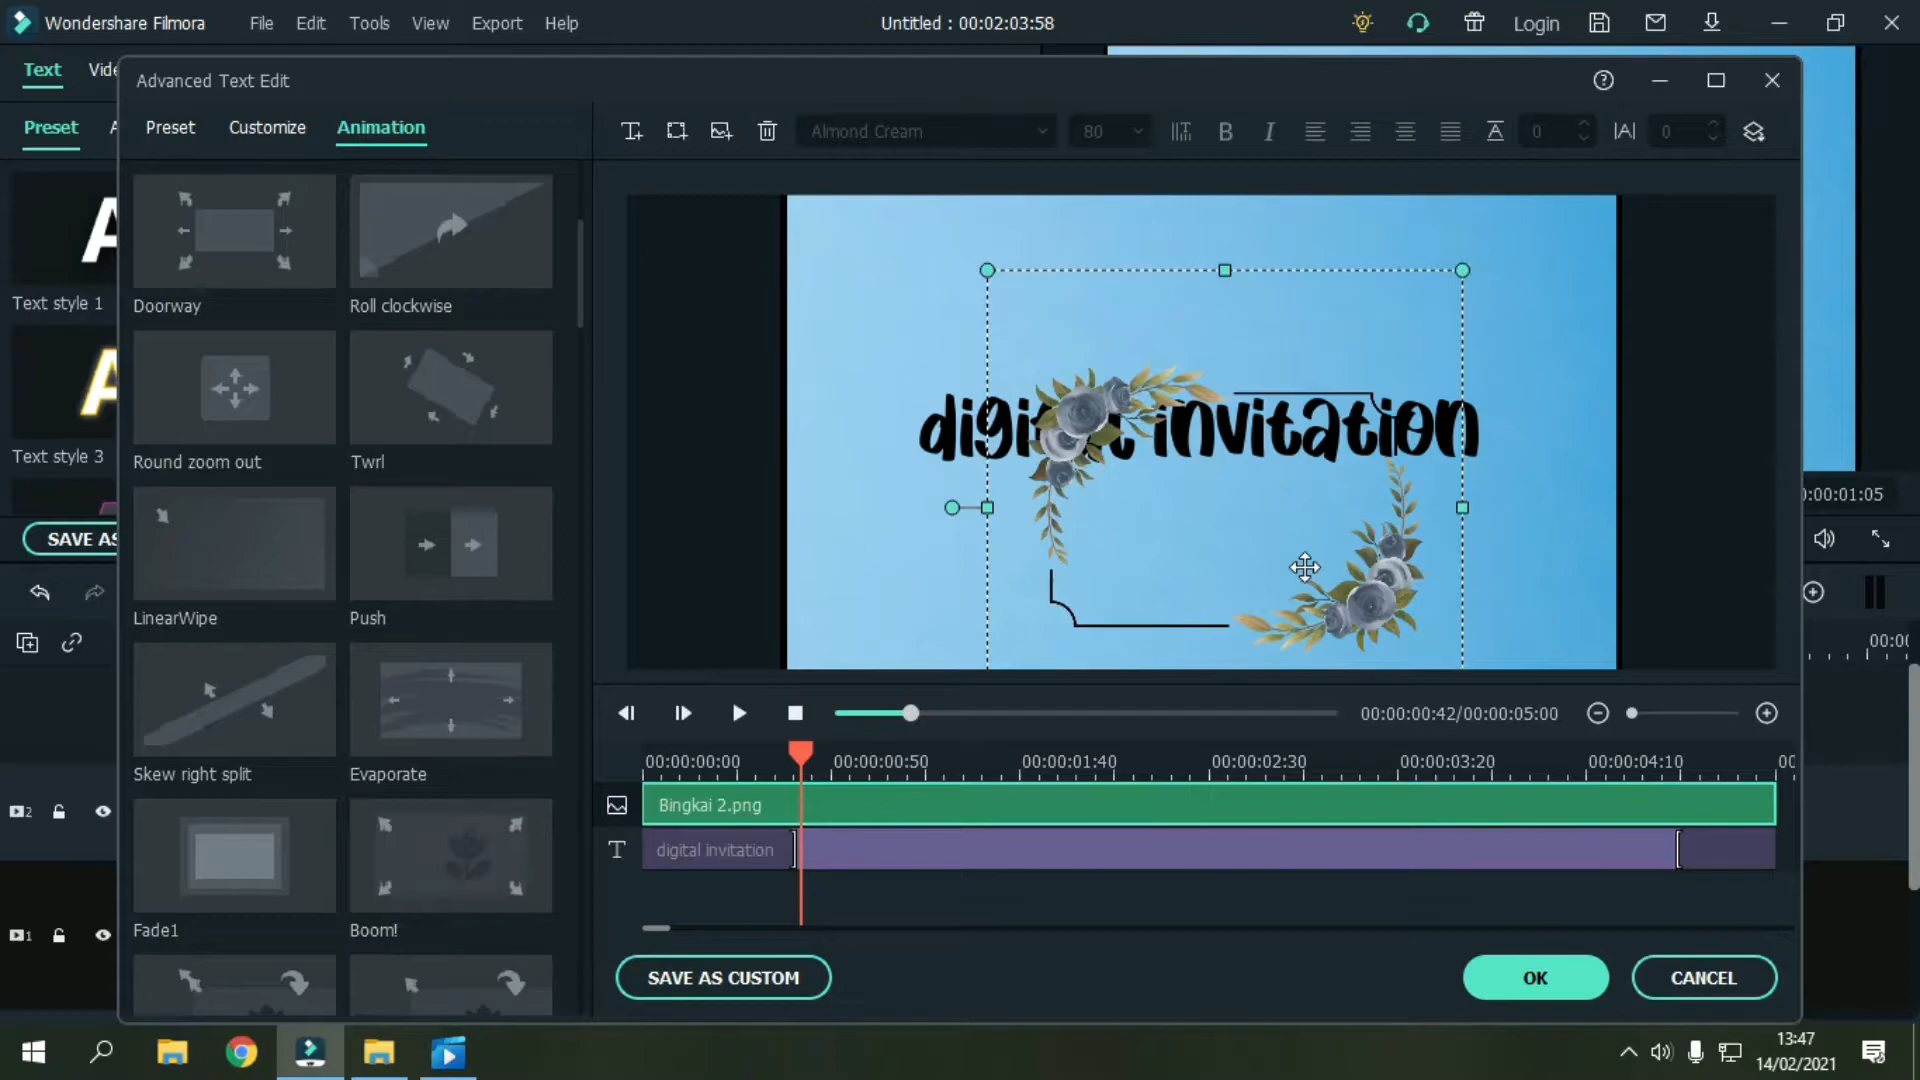 Wondershare Filmora File Edit Tools View Export Help Untitled : 00:02:03:58 Login
Text
Advanced Text Edit
Preset
Preset Customize Animation
Almond Cream 80 B I 0 0
Doorway Roll clockwise
Text style 1
Round zoom out Twrl
Text style 3
digi invitation
00:00:01:05
SAVE AS
LinearWipe Push
00:00:00:42/00:00:05:00
00:00:00:00 00:00:00:50 00:00:01:40 00:00:02:30 00:00:03:20 00:00:04:10
Skew right split Evaporate
Bingkai 2.png
digital invitation
2
Fade1 Boom!
1
SAVE AS CUSTOM OK CANCEL
13:47
14/02/2021